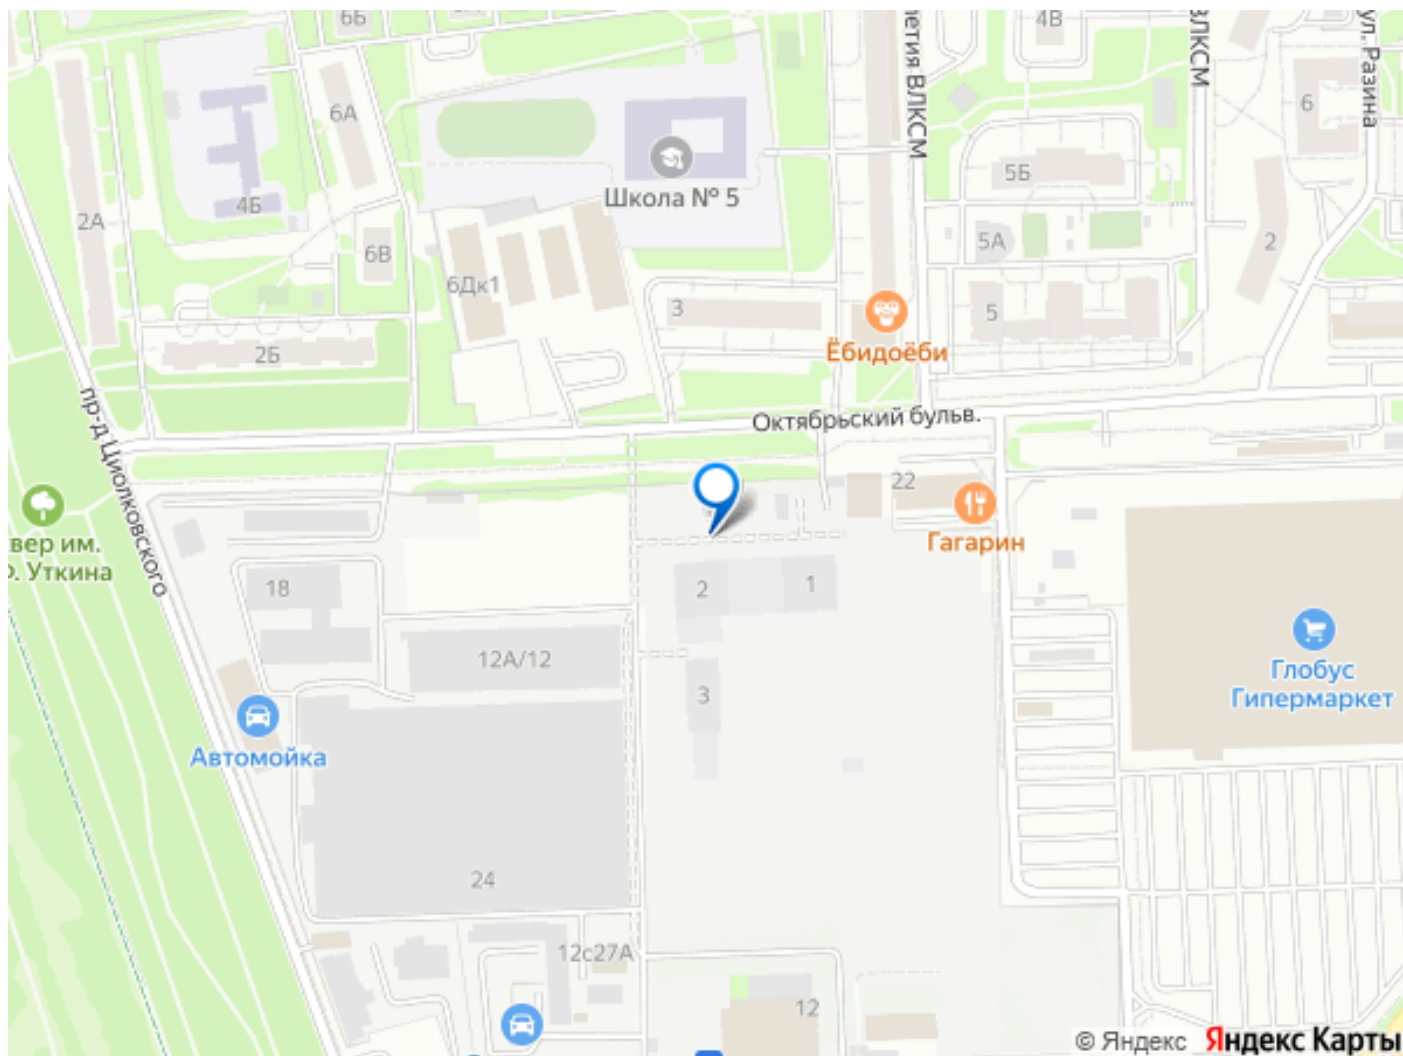 6Б
4В
ВЛКСМ
ул. Разина
летия ВЛКСМ
6А
6
Школа № 5
5Б
4Б
2А
6В
5А
2
6Дк1
3
5
Ёбидоёби
2Б
пр-д Циолковского
Октябрьский бульв.
22
Гагарин
вер им.
Ф. Уткина
18
2
1
12А/12
Глобус
Гипермаркет
3
Автомойка
24
12с27А
12
© Яндекс Яндекс Карты